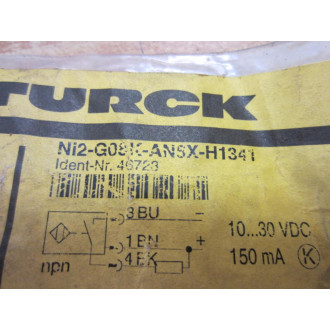 TURCK
Ni2-G08K-AN6X-H1341
Ident-Nr. 46723
3 BU –
1 BN +
4 BK
npn
10...30 VDC
150 mA K